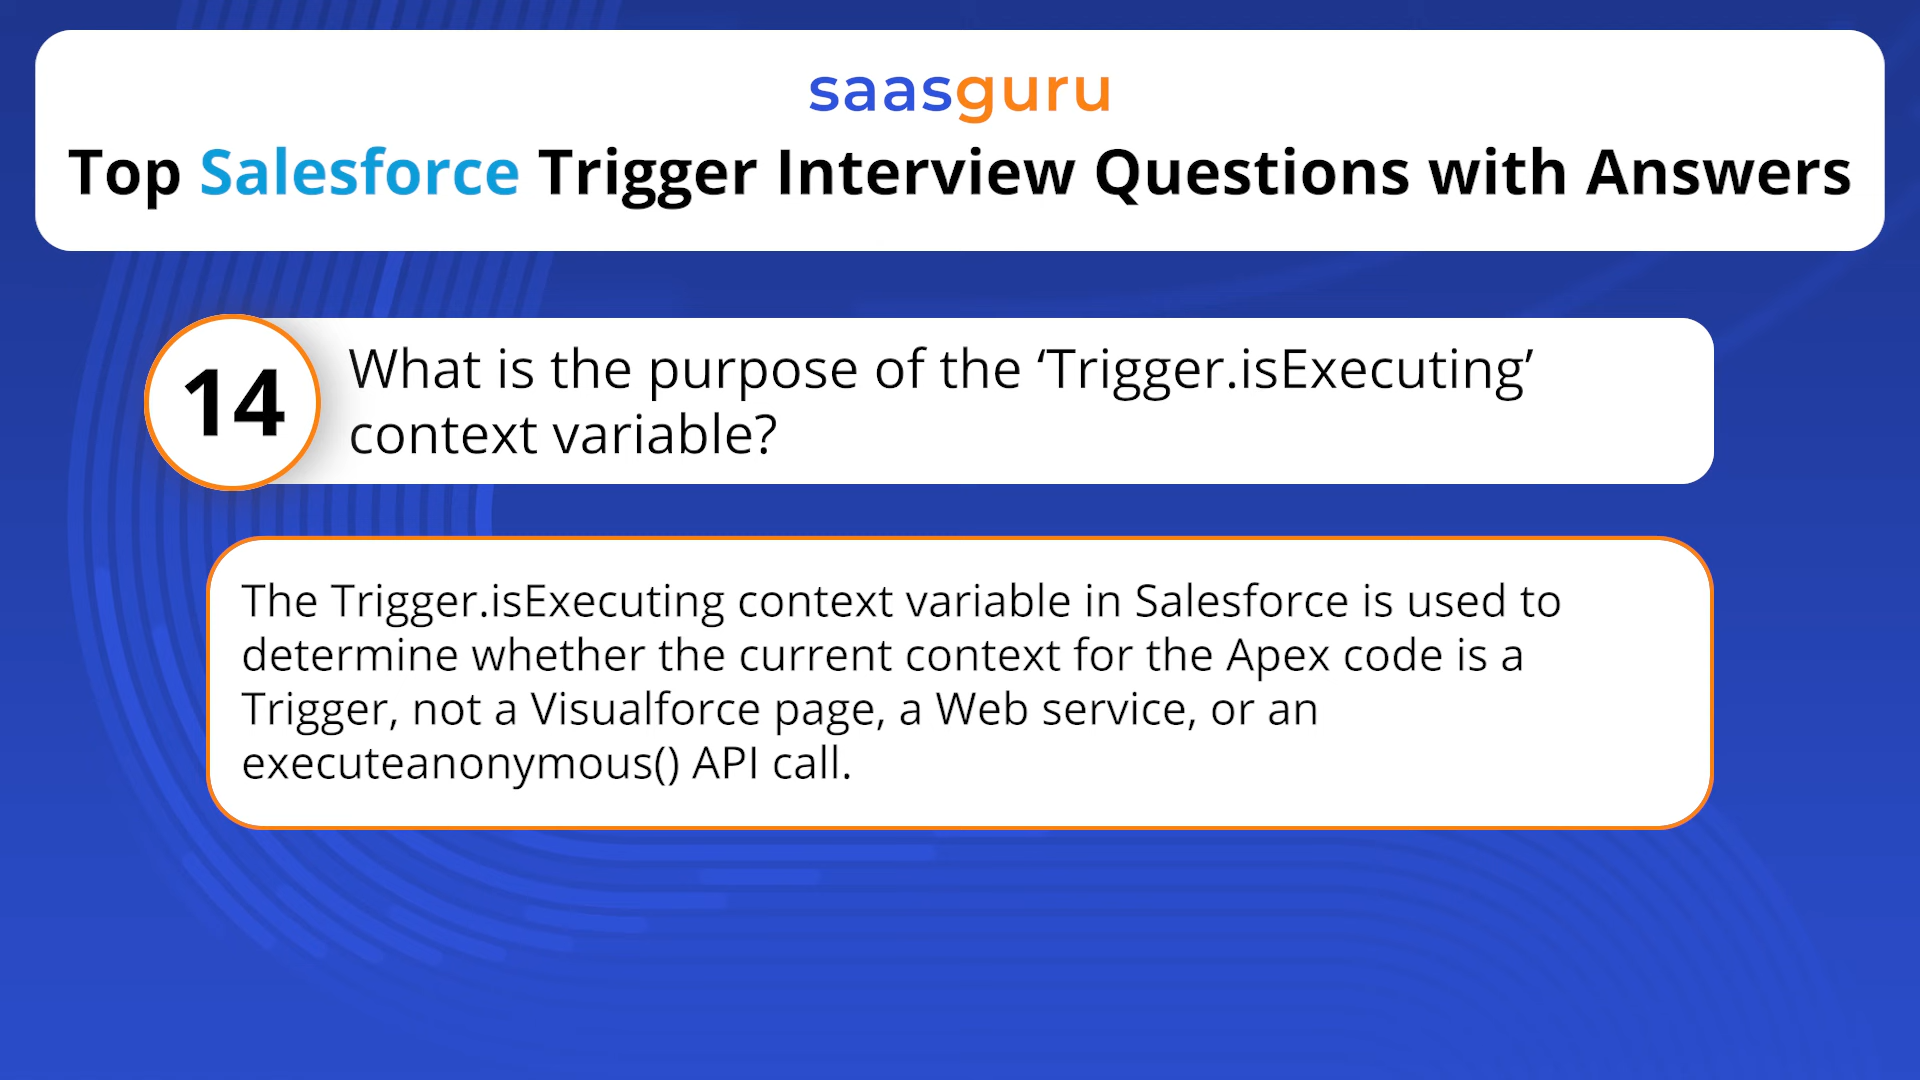 saasguru
Top Salesforce Trigger Interview Questions with Answers
14
What is the purpose of the ‘Trigger.isExecuting’
context variable?
The Trigger.isExecuting context variable in Salesforce is used to
determine whether the current context for the Apex code is a
Trigger, not a Visualforce page, a Web service, or an
executeanonymous() API call.